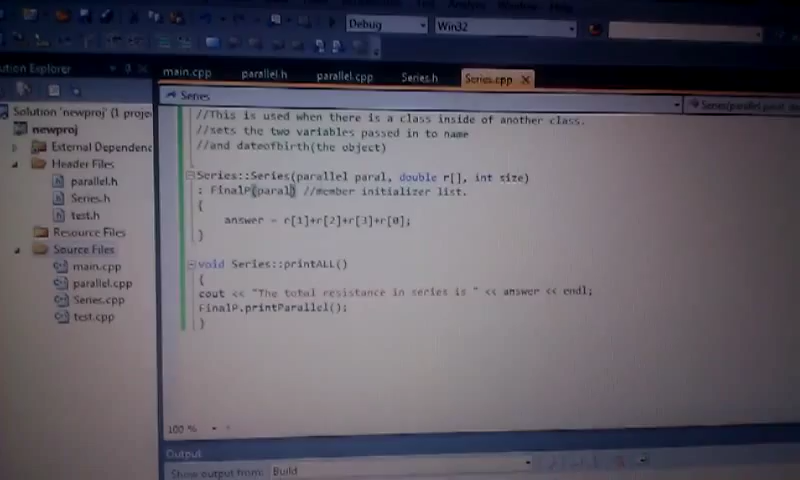 Debug
Win32
ution Explorer
main.cpp parallel.h parallel.cpp Series.h Series.cpp
Series
Solution 'newproj' (1 projec
newproj
External Dependenc
Header Files
parallel.h
Series.h
test.h
Resource Files
Source Files
main.cpp
parallel.cpp
Series.cpp
test.cpp
//This is used when there is a class inside of another class.
//sets the two variables passed in to name
//and dateofbirth(the object)
Series::Series(parallel paral, double r[], int size)
: FinalP(paral) //member initializer list.
{
answer = r[1]+r[2]+r[3]+r[0];
}
void Series::printALL()
{
cout << "The total resistance in series is " << answer << endl;
FinalP.printParallel();
}
100 %
Output
Show output from: Build